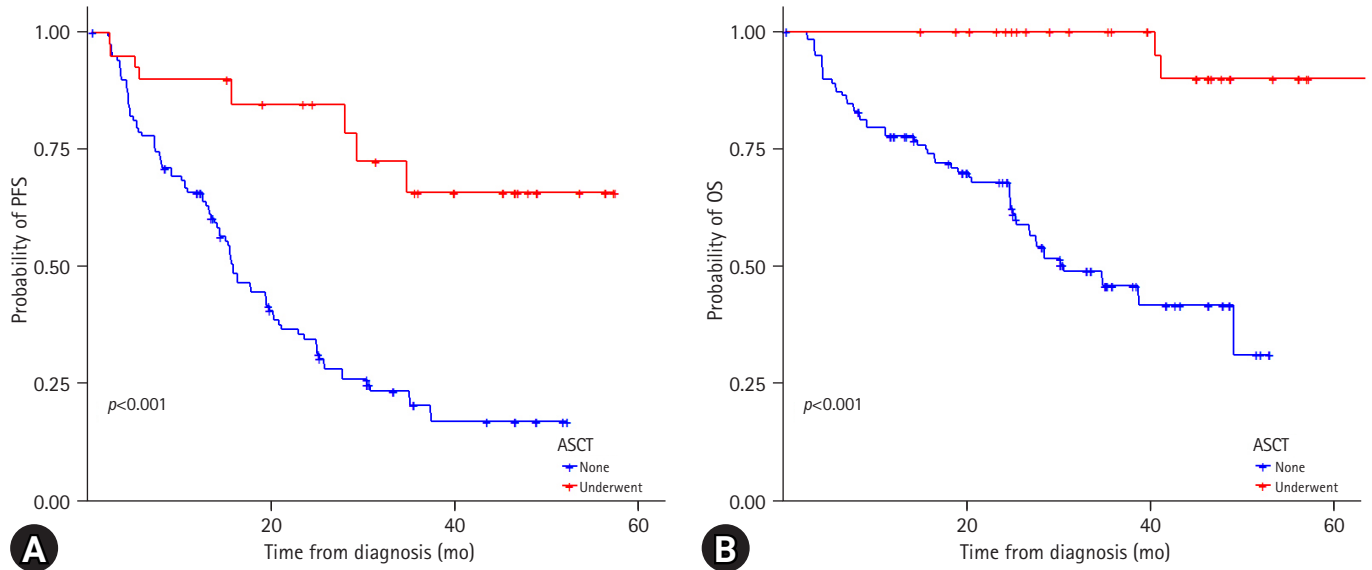 1.00
0.75
0.50
0.25
0.00
Probability of PFS
p<0.001
ASCT
None
Underwent
20
40
60
Time from diagnosis (mo)
A
1.00
0.75
0.50
0.25
0.00
Probability of OS
p<0.001
ASCT
None
Underwent
20
40
60
Time from diagnosis (mo)
B